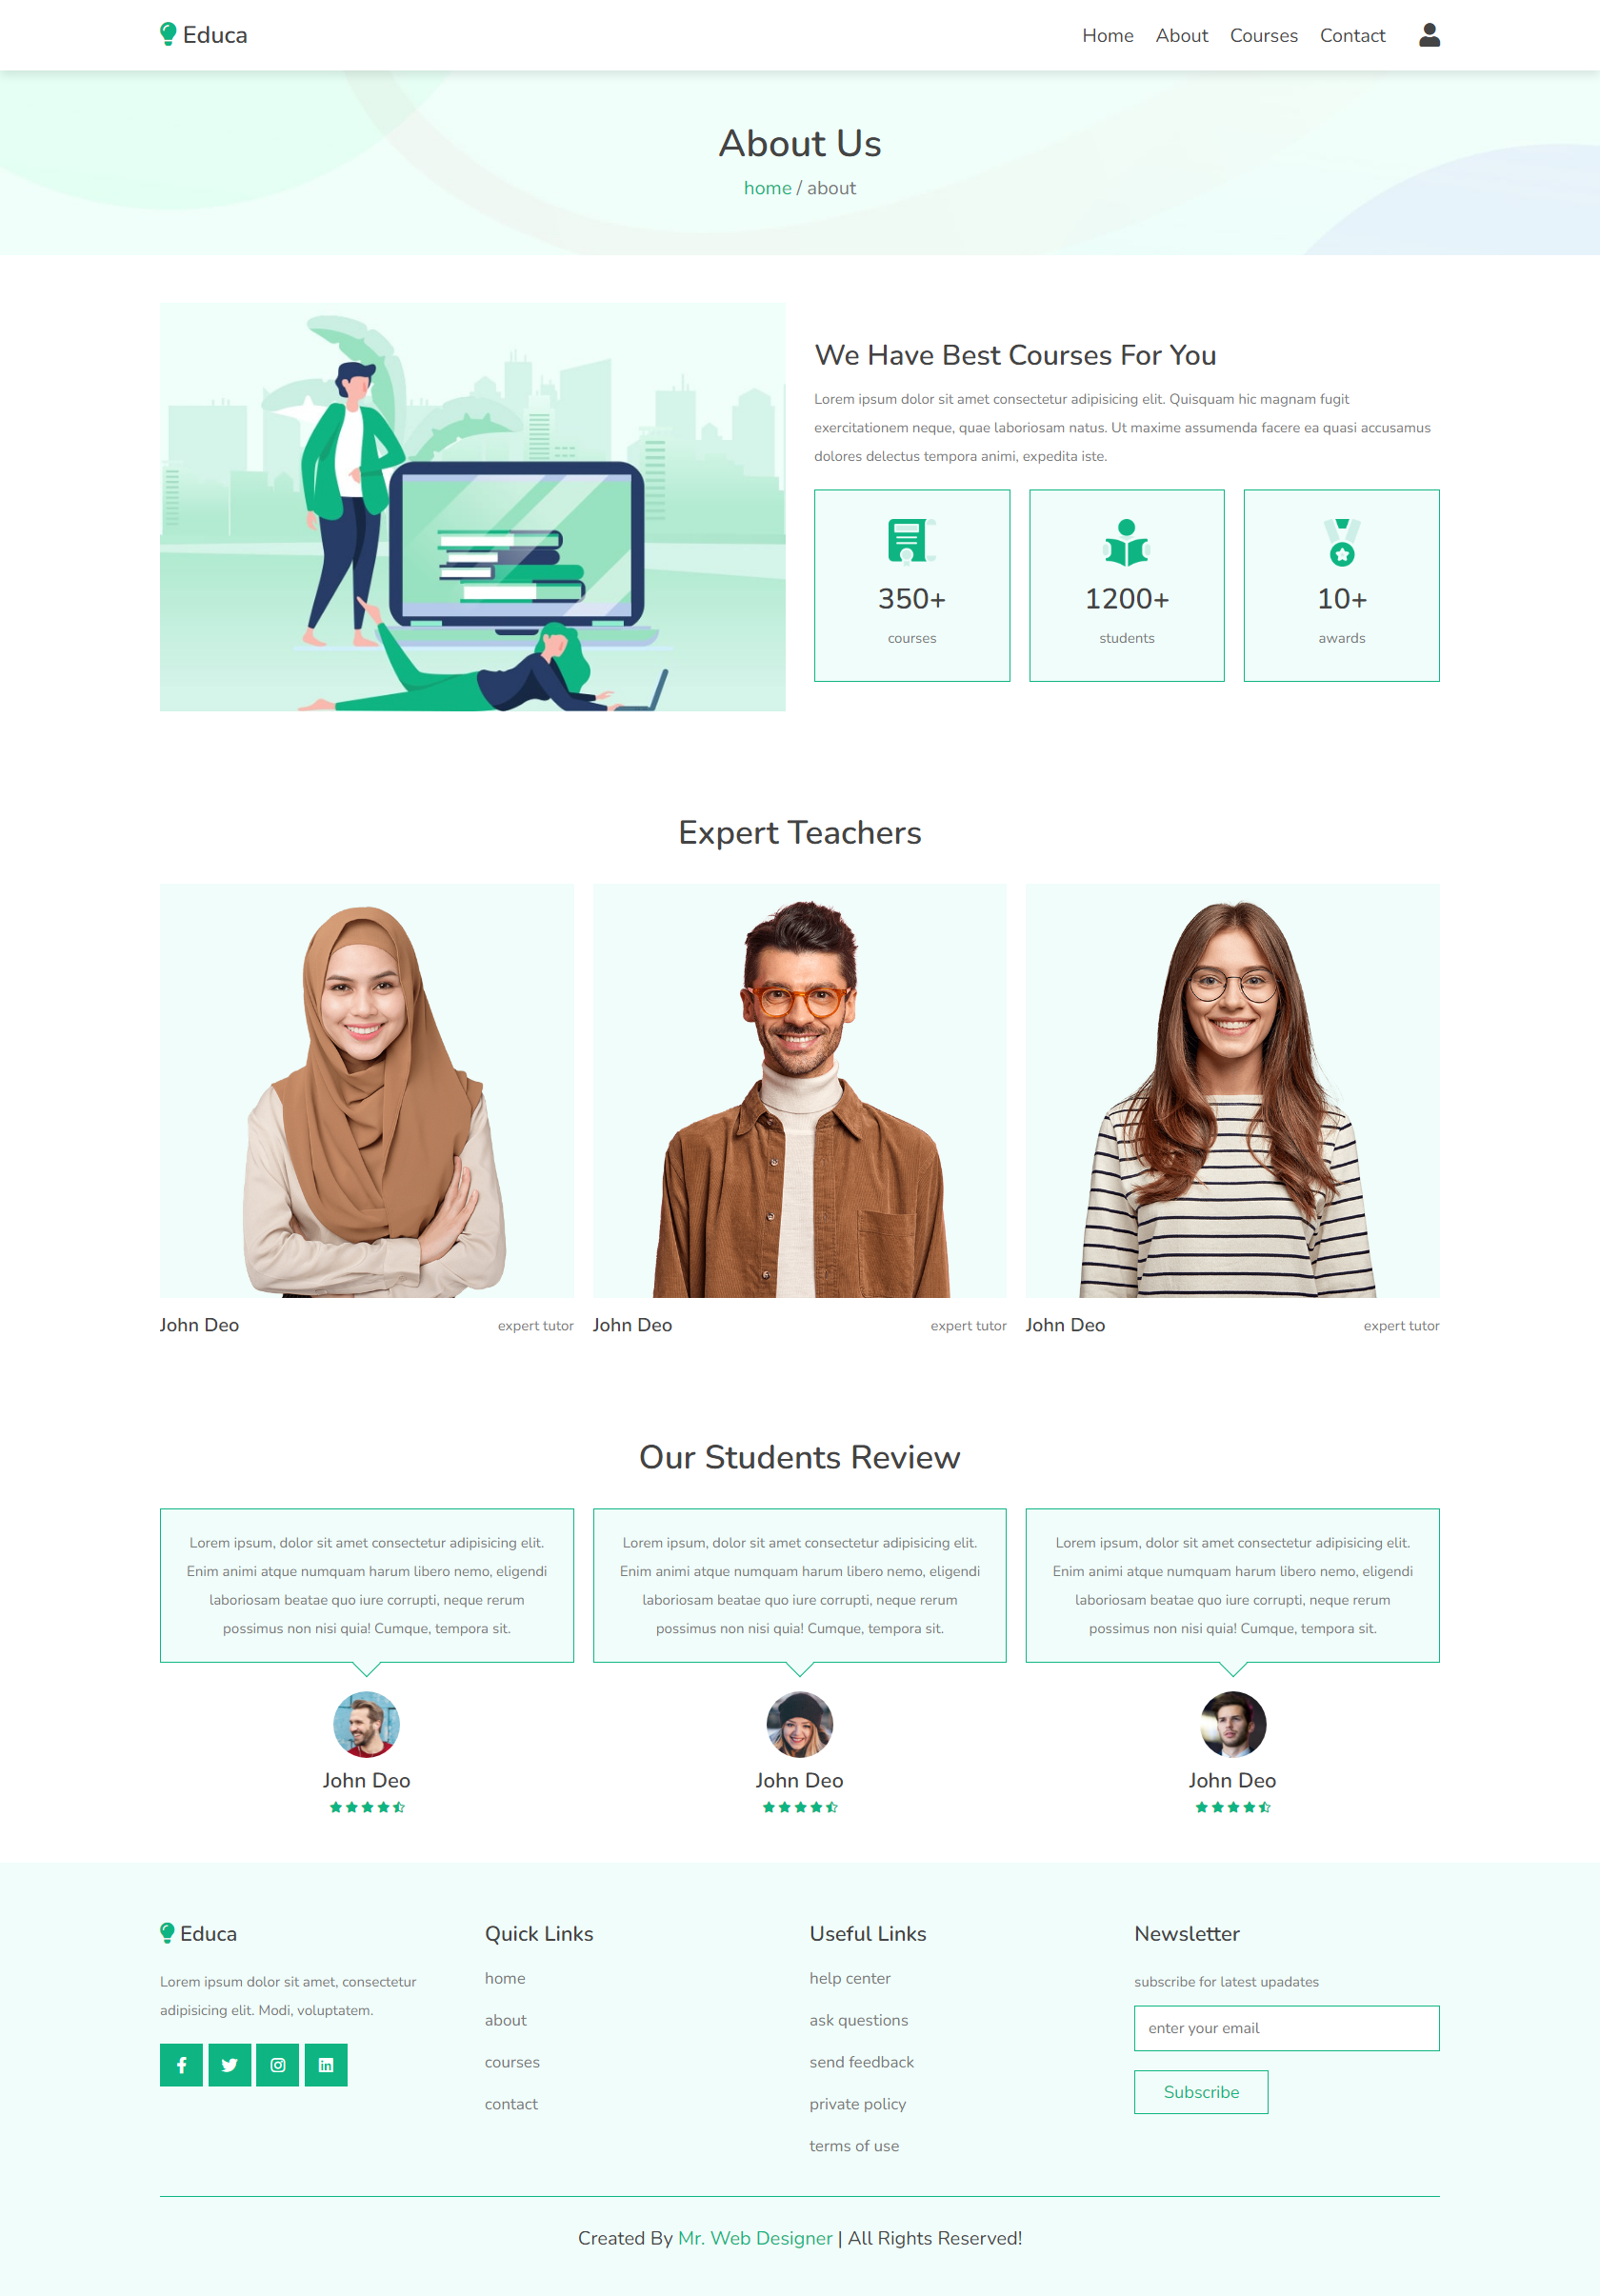 Educa
Home About Courses Contact
About Us
home / about
We Have Best Courses For You
Lorem ipsum dolor sit amet consectetur adipisicing elit. Quisquam hic magnam fugit
exercitationem neque, quae laboriosam natus. Ut maxime assumenda facere ea quasi accusamus
dolores delectus tempora animi, expedita iste.
350+
courses
1200+
students
10+
awards
Expert Teachers
John Deo
expert tutor
John Deo
expert tutor
John Deo
expert tutor
Our Students Review
Lorem ipsum, dolor sit amet consectetur adipisicing elit.
Enim animi atque numquam harum libero nemo, eligendi
laboriosam beatae quo iure corrupti, neque rerum
possimus non nisi quia! Cumque, tempora sit.
John Deo
Lorem ipsum, dolor sit amet consectetur adipisicing elit.
Enim animi atque numquam harum libero nemo, eligendi
laboriosam beatae quo iure corrupti, neque rerum
possimus non nisi quia! Cumque, tempora sit.
John Deo
Lorem ipsum, dolor sit amet consectetur adipisicing elit.
Enim animi atque numquam harum libero nemo, eligendi
laboriosam beatae quo iure corrupti, neque rerum
possimus non nisi quia! Cumque, tempora sit.
John Deo
Educa
Lorem ipsum dolor sit amet, consectetur
adipisicing elit. Modi, voluptatem.
Quick Links
home
about
courses
contact
Useful Links
help center
ask questions
send feedback
private policy
terms of use
Newsletter
subscribe for latest upadates
enter your email
Subscribe
Created By Mr. Web Designer | All Rights Reserved!